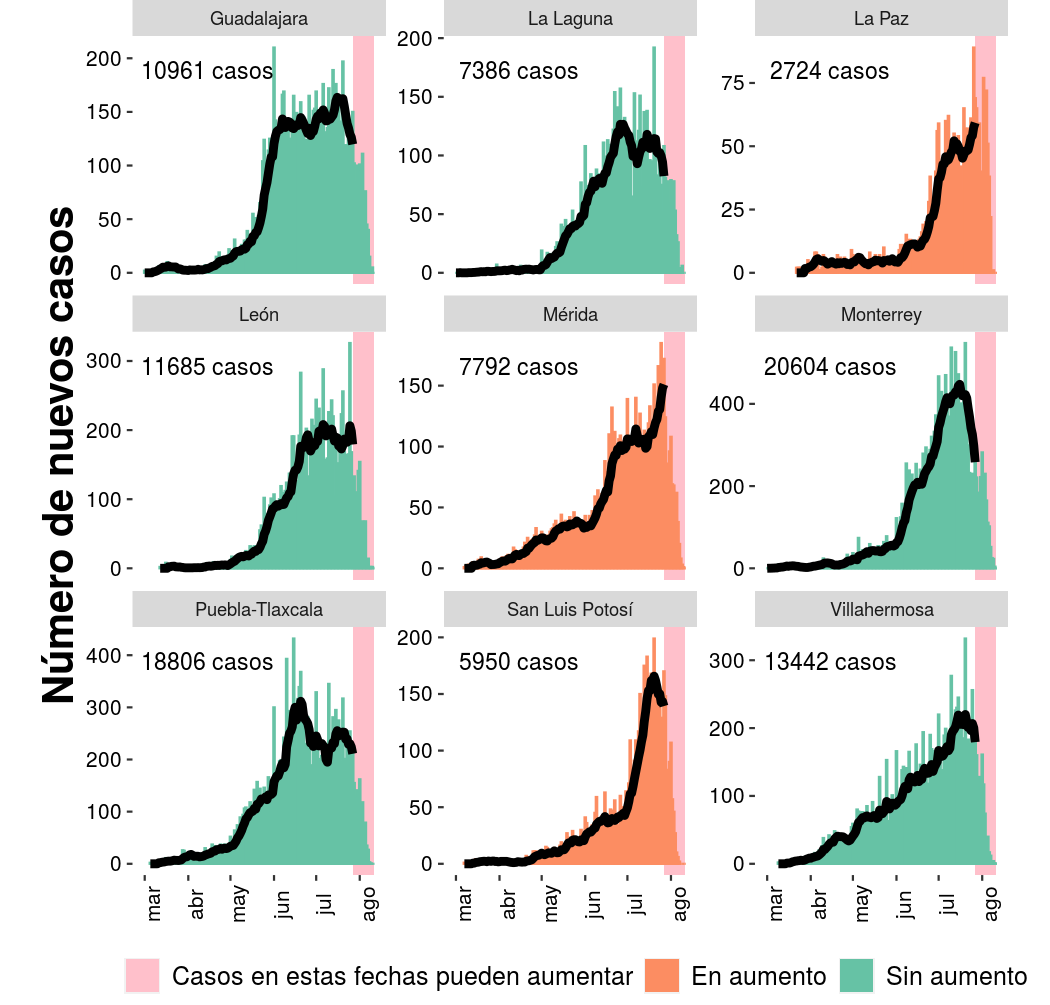 Número de nuevos casos
Guadalajara
10961 casos
200
150
100
50
0
La Laguna
7386 casos
200
150
100
50
0
La Paz
2724 casos
75
50
25
0
León
11685 casos
300
200
100
0
Mérida
7792 casos
150
100
50
0
Monterrey
20604 casos
400
200
0
Puebla-Tlaxcala
18806 casos
400
300
200
100
0
San Luis Potosí
5950 casos
200
150
100
50
0
Villahermosa
13442 casos
300
200
100
0
mar abr may jun jul ago
mar abr may jun jul ago
mar abr may jun jul ago
Casos en estas fechas pueden aumentar En aumento Sin aumento